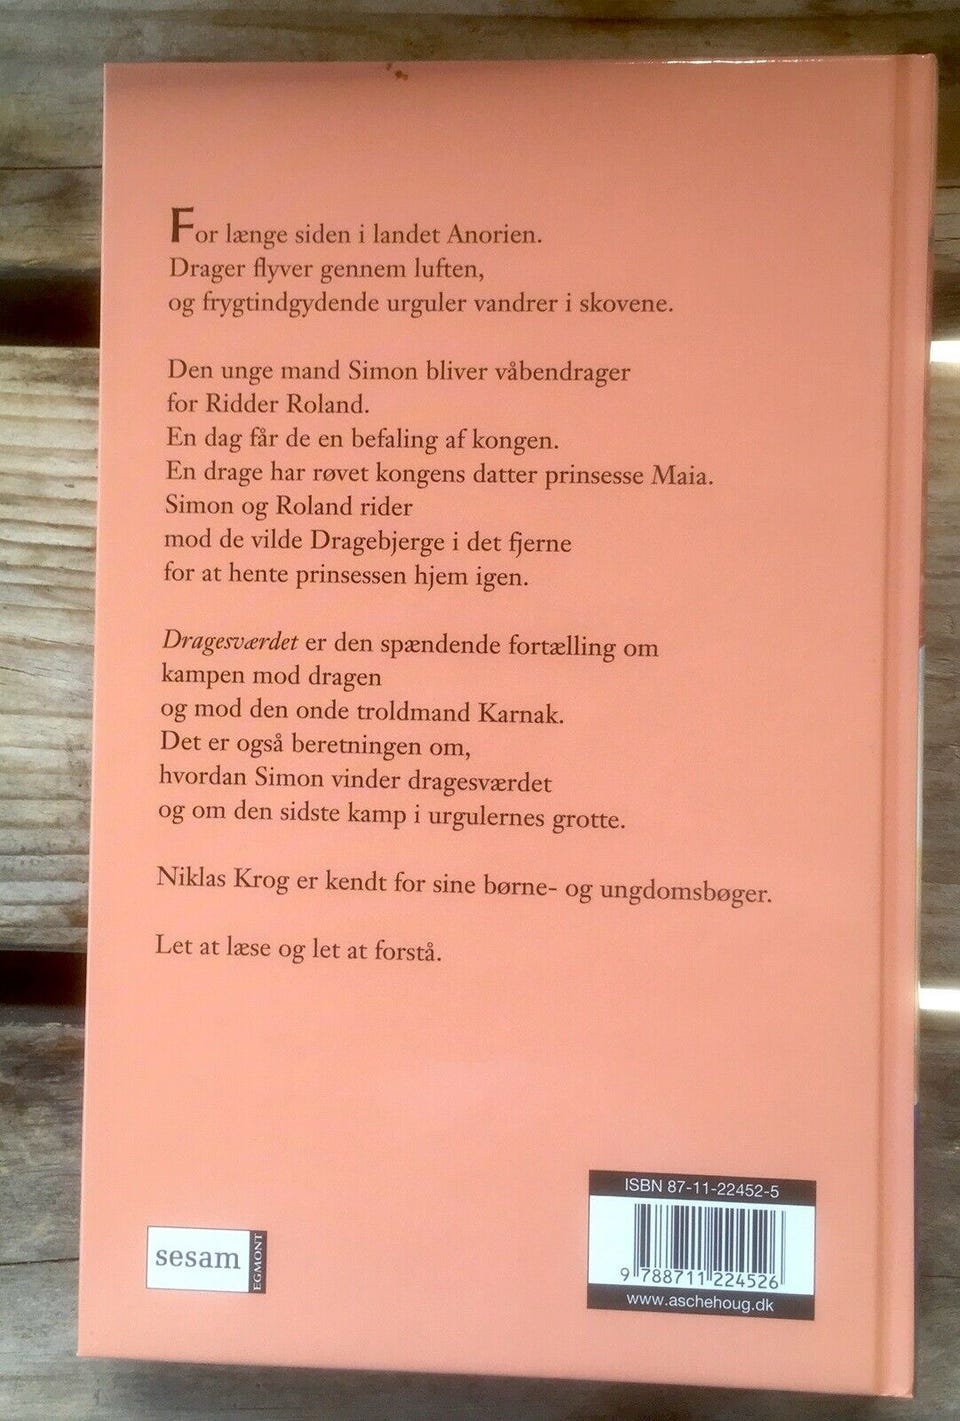 For længe siden i landet Anorien.
Drager flyver gennem luften,
og frygtindgydende urguler vandrer i skovene.
Den unge mand Simon bliver våbendrager
for Ridder Roland.
En dag får de en befaling af kongen.
En drage har røvet kongens datter prinsesse Maia.
Simon og Roland rider
mod de vilde Dragebjerge i det fjerne
for at hente prinsessen hjem igen.
Dragesværdet er den spændende fortælling om
kampen mod dragen
og mod den onde troldmand Karnak.
Det er også beretningen om,
hvordan Simon vinder dragesværdet
og om den sidste kamp i urgulernes grotte.
Niklas Krog er kendt for sine børne- og ungdomsbøger.
Let at læse og let at forstå.
sesam
EGMONT
ISBN 87-11-22452-5
9 788711 224526
www.aschehoug.dk